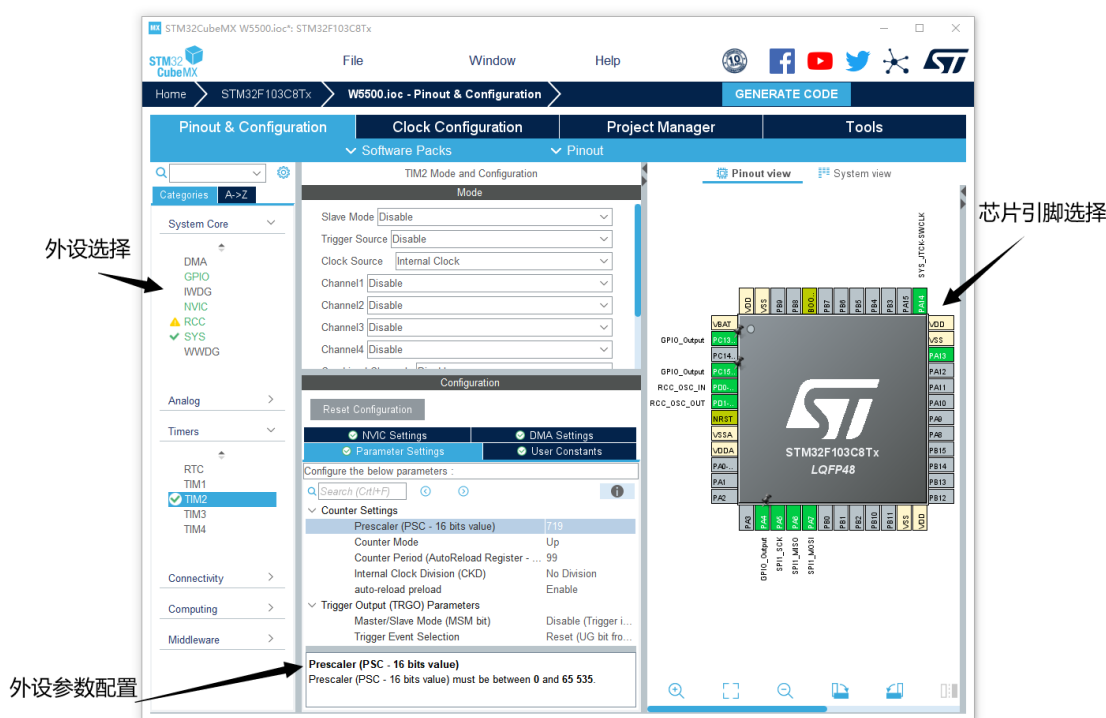 STM32CubeMX W5500.ioc*: STM32F103C8Tx
STM32 CubeMX
File Window Help
Home STM32F103C8Tx W5500.ioc - Pinout & Configuration GENERATE CODE
Pinout & Configuration Clock Configuration Project Manager Tools
Software Packs Pinout
TIM2 Mode and Configuration
Pinout view System view
Categories A->Z
Mode
System Core
DMA
GPIO
IWDG
NVIC
RCC
SYS
WWDG
Analog
Timers
RTC
TIM1
TIM2
TIM3
TIM4
Connectivity
Computing
Middleware
Slave Mode Disable
Trigger Source Disable
Clock Source Internal Clock
Channel1 Disable
Channel2 Disable
Channel3 Disable
Channel4 Disable
Configuration
Reset Configuration
NVIC Settings DMA Settings
Parameter Settings User Constants
Configure the below parameters :
Search (Crtl+F)
Counter Settings
Prescaler (PSC - 16 bits value) 719
Counter Mode Up
Counter Period (AutoReload Register - ... 99
Internal Clock Division (CKD) No Division
auto-reload preload Enable
Trigger Output (TRGO) Parameters
Master/Slave Mode (MSM bit) Disable (Trigger i...
Trigger Event Selection Reset (UG bit fro...
Prescaler (PSC - 16 bits value)
Prescaler (PSC - 16 bits value) must be between 0 and 65 535.
外设选择
外设参数配置
芯片引脚选择
SYS_JTCK-SWCLK
VDD VSS PB9 PB8 BOO.. PB7 PB6 PB5 PB4 PB3 PA15 PA14
VBAT
GPIO_Output PC13..
PC14..
GPIO_Output PC15..
RCC_OSC_IN PD0-..
RCC_OSC_OUT PD1-..
NRST
VSSA
VDDA
PA0-..
PA1
PA2
STM32F103C8Tx
LQFP48
VDD
VSS
PA13
PA12
PA11
PA10
PA9
PA8
PB15
PB14
PB13
PB12
PA3 PA4 PA5 PA6 PA7 PB0 PB1 PB2 PB10 PB11 VSS VDD
GPIO_Output
SPI1_SCK
SPI1_MISO
SPI1_MOSI